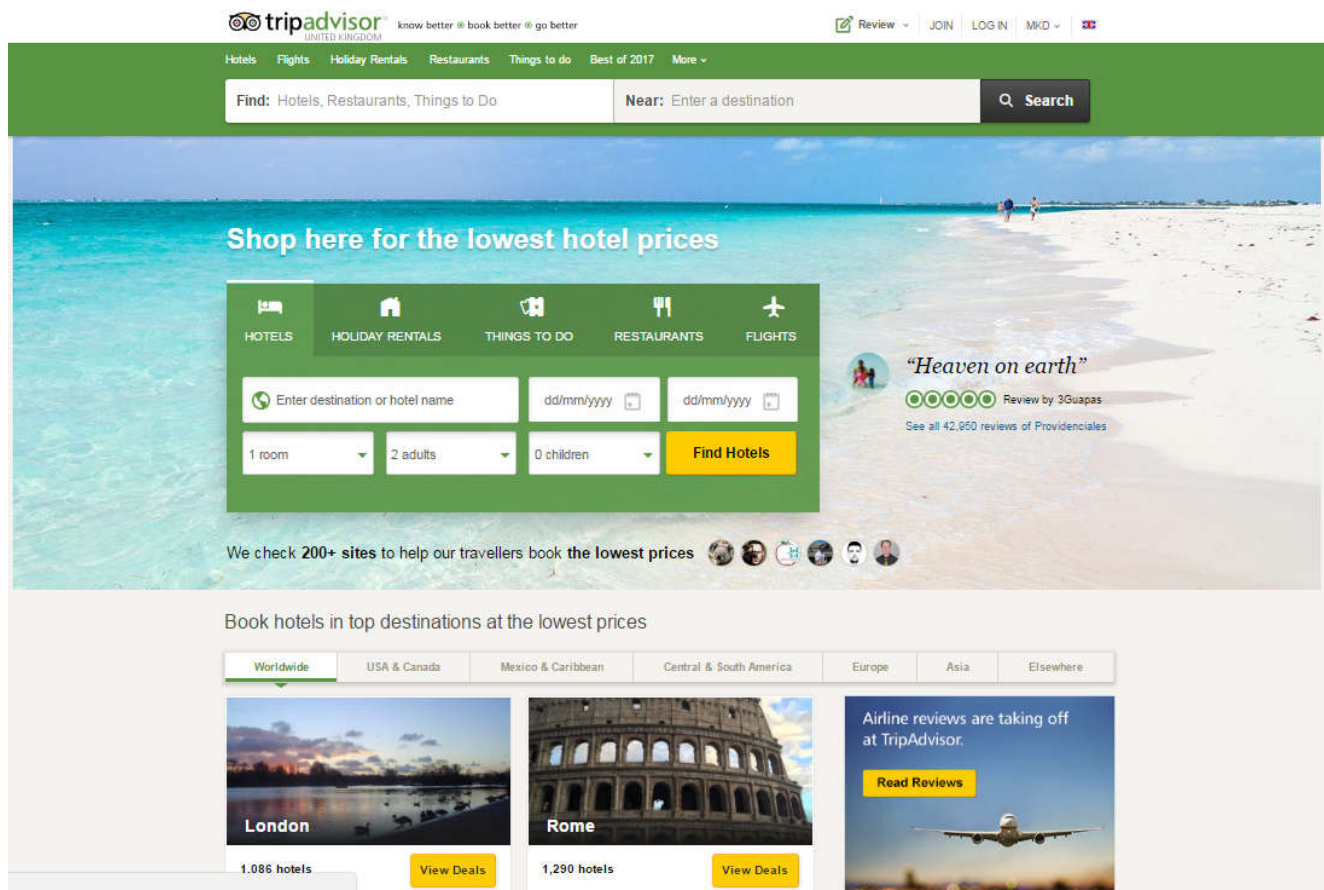 tripadvisor
UNITED KINGDOM
know better book better go better
Review JOIN LOG IN MKD
Hotels Flights Holiday Rentals Restaurants Things to do Best of 2017 More
Find: Hotels, Restaurants, Things to Do Near: Enter a destination Search
Shop here for the lowest hotel prices
HOTELS HOLIDAY RENTALS THINGS TO DO RESTAURANTS FLIGHTS
Enter destination or hotel name dd/mm/yyyy dd/mm/yyyy
1 room 2 adults 0 children Find Hotels
“Heaven on earth”
Review by 3Guapas
See all 42,950 reviews of Providenciales
We check 200+ sites to help our travellers book the lowest prices
Book hotels in top destinations at the lowest prices
Worldwide USA & Canada Mexico & Caribbean Central & South America Europe Asia Elsewhere
London
1,086 hotels View Deals
Rome
1,290 hotels View Deals
Airline reviews are taking off
at TripAdvisor.
Read Reviews